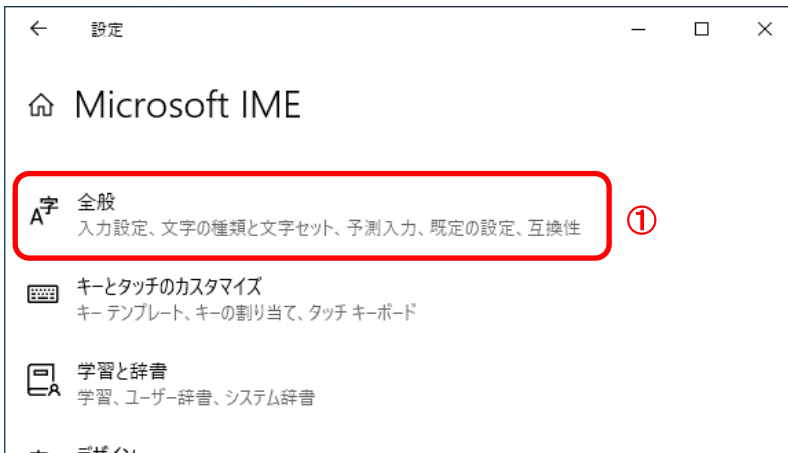 設定
Microsoft IME
全般
入力設定、文字の種類と文字セット、予測入力、既定の設定、互換性
①
キーとタッチのカスタマイズ
キー テンプレート、キーの割り当て、タッチ キーボード
学習と辞書
学習、ユーザー辞書、システム辞書
デザイン